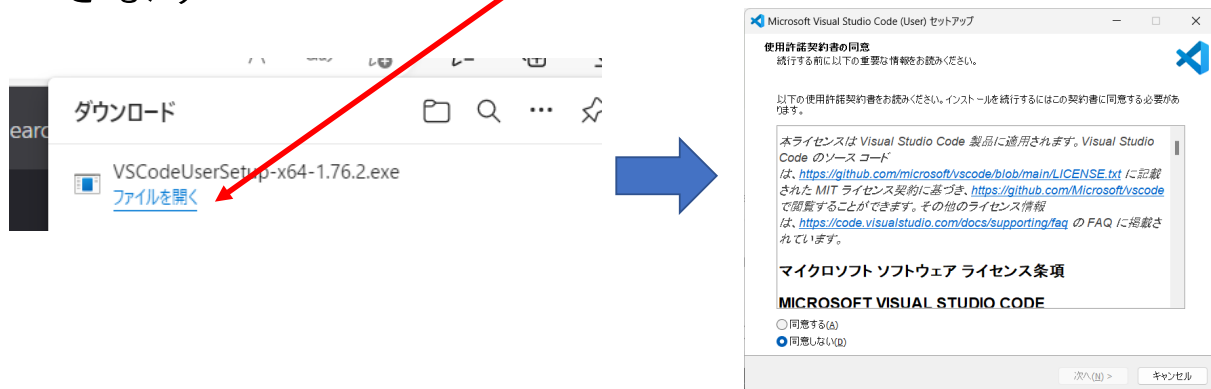 earc
ダウンロード
VSCodeUserSetup-x64-1.76.2.exe
ファイルを開く
Microsoft Visual Studio Code (User) セットアップ
使用許諾契約書の同意
続行する前に以下の重要な情報をお読みください。
以下の使用許諾契約書をお読みください。インストールを続行するにはこの契約書に同意する必要があ
ります。
本ライセンスは Visual Studio Code 製品に適用されます。Visual Studio
Code のソース コード
は、https://github.com/microsoft/vscode/blob/main/LICENSE.txt に記載
された MIT ライセンス契約に基づき、https://github.com/Microsoft/vscode
で閲覧することができます。その他のライセンス情報
は、https://code.visualstudio.com/docs/supporting/faq の FAQ に掲載さ
れています。
マイクロソフト ソフトウェア ライセンス条項
MICROSOFT VISUAL STUDIO CODE
同意する(A)
同意しない(D)
次へ(N) >
キャンセル